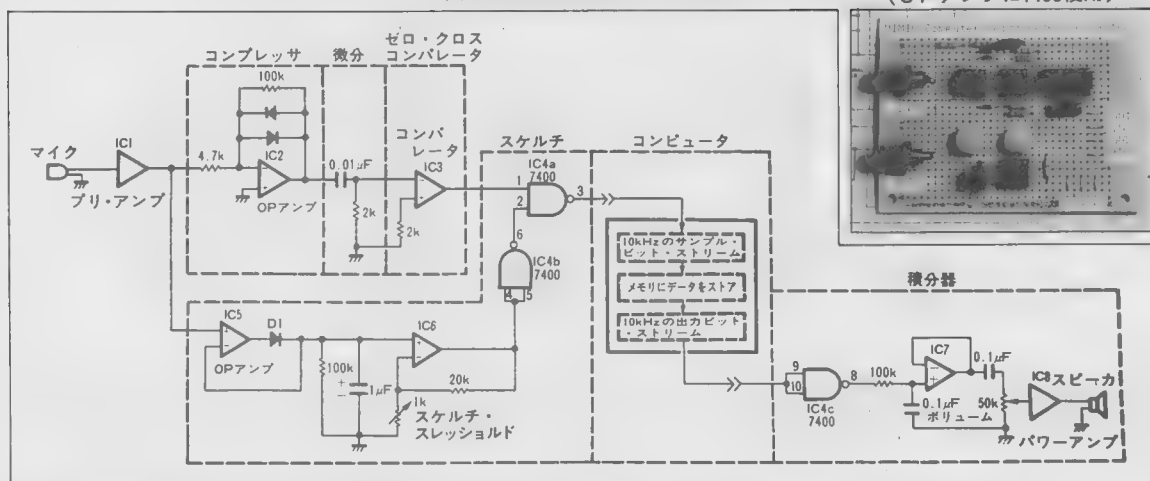 コンプレッサ
微分
ゼロ・クロス
コンパレータ
100k
マイク
IC1
プリ・アンプ
4.7k
IC2
OPアンプ
0.01μF
2k
2k
コンパ
レータ
IC3
スケルチ
IC4a
7400
1
2
3
6
IC4b
7400
4
5
コンピュータ
10kHzのサンプル・
ビット・ストリーム
メモリにデータをストア
10kHzの出力ビット
・ストリーム
IC5
D1
OPアンプ
100k
1μF
IC6
20k
1k
スケルチ・
スレッショルド
積分器
9
10
8
IC4c
7400
100k
0.1μF
IC7
0.1μF
50k
ボリューム
IC8
スピーカ
パワーアンプ